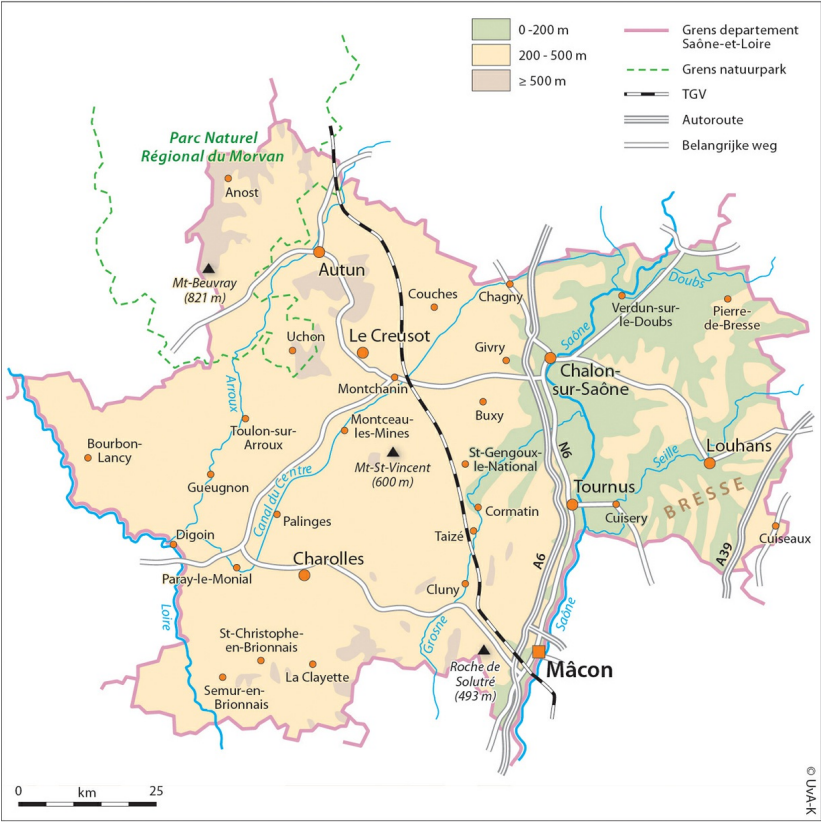 0 -200 m
200 - 500 m
≥ 500 m
Grens departement
Saône-et-Loire
Grens natuurpark
TGV
Autoroute
Belangrijke weg
Parc Naturel
Régional du Morvan
Anost
Mt-Beuvray
(821 m)
Autun
Couches
Chagny
Doubs
Verdun-sur-
le-Doubs
Pierre-
de-Bresse
Saône
Uchon
Le Creusot
Givry
Chalon-
sur-Saône
Montchanin
Arroux
Buxy
Toulon-sur-
Arroux
Montceau-
les-Mines
Bourbon-
Lancy
Mt-St-Vincent
(600 m)
St-Gengoux-
le-National
N6
Seille
Louhans
Gueugnon
Canal du Centre
Tournus
BRESSE
Palinges
Cormatin
Cuisery
Digoin
Taizé
Cuiseaux
Charolles
A6
A39
Paray-le-Monial
Cluny
Loire
Grosne
Saône
St-Christophe-
en-Brionnais
Roche de
Solutré
(493 m)
Mâcon
La Clayette
Semur-en-
Brionnais
0 km 25
© UvA-K